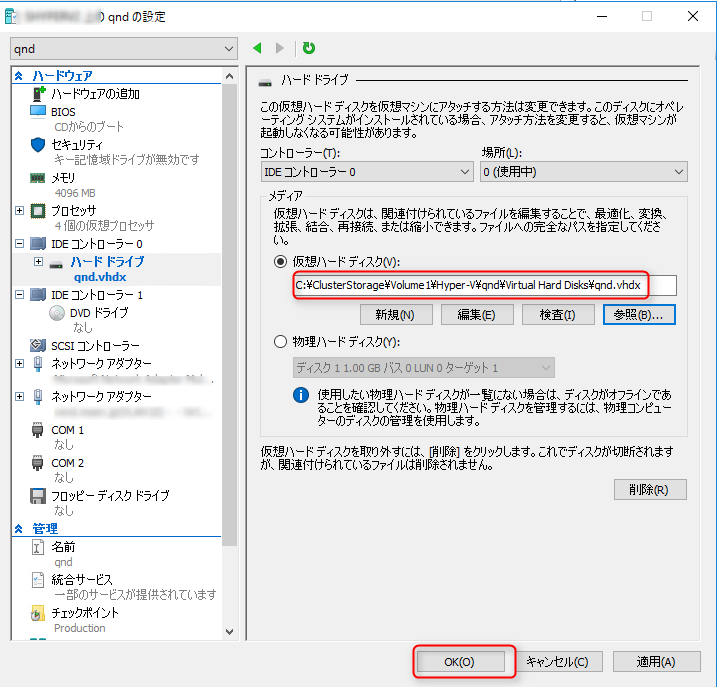 qnd の設定
qnd
ハードウェア
ハードウェアの追加
BIOS
CDからのブート
セキュリティ
キー記憶域ドライブが無効です
メモリ
4096 MB
プロセッサ
4 個の仮想プロセッサ
IDE コントローラー 0
ハード ドライブ
qnd.vhdx
IDE コントローラー 1
DVD ドライブ
なし
SCSI コントローラー
ネットワーク アダプター
ネットワーク アダプター
COM 1
なし
COM 2
なし
フロッピー ディスク ドライブ
なし
管理
名前
qnd
統合サービス
一部のサービスが提供されています
チェックポイント
Production
ハード ドライブ
この仮想ハード ディスクを仮想マシンにアタッチする方法は変更できます。このディスクにオペレ
ーティング システムがインストールされている場合、アタッチ方法を変更すると、仮想マシンが
起動しなくなる可能性があります。
コントローラー(T):
場所(L):
IDE コントローラー 0
0 (使用中)
メディア
仮想ハード ディスクは、関連付けられているファイルを編集することで、最適化、変換、
拡張、結合、再接続、または縮小できます。ファイルへの完全なパスを指定してくださ
い。
仮想ハード ディスク(V):
C:¥ClusterStorage¥Volume1¥Hyper-V¥qnd¥Virtual Hard Disks¥qnd.vhdx
新規(N)
編集(E)
検査(I)
参照(B)...
物理ハード ディスク(Y):
ディスク 1 1.00 GB バス 0 LUN 0 ターゲット 1
使用したい物理ハード ディスクが一覧にない場合は、ディスクがオフラインであ
ることを確認してください。物理ハード ディスクを管理するには、物理コンピュー
ターのディスクの管理を使用します。
仮想ハード ディスクを取り外すには、[削除] をクリックします。これでディスクが切断されます
が、関連付けられているファイルは削除されません。
削除(R)
OK(O)
キャンセル(C)
適用(A)